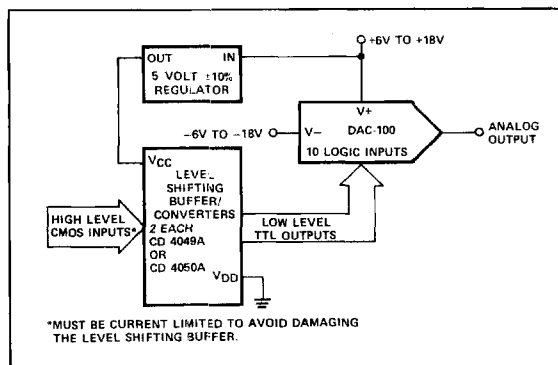 +6V TO +18V
OUT IN
5 VOLT ±10%
REGULATOR
V+
-6V TO -18V
V-
DAC-100
10 LOGIC INPUTS
ANALOG
OUTPUT
VCC
LEVEL
SHIFTING
BUFFER/
CONVERTERS
2 EACH
CD 4049A
OR
CD 4050A
VDD
HIGH LEVEL
CMOS INPUTS*
LOW LEVEL
TTL OUTPUTS
*MUST BE CURRENT LIMITED TO AVOID DAMAGING
THE LEVEL SHIFTING BUFFER.